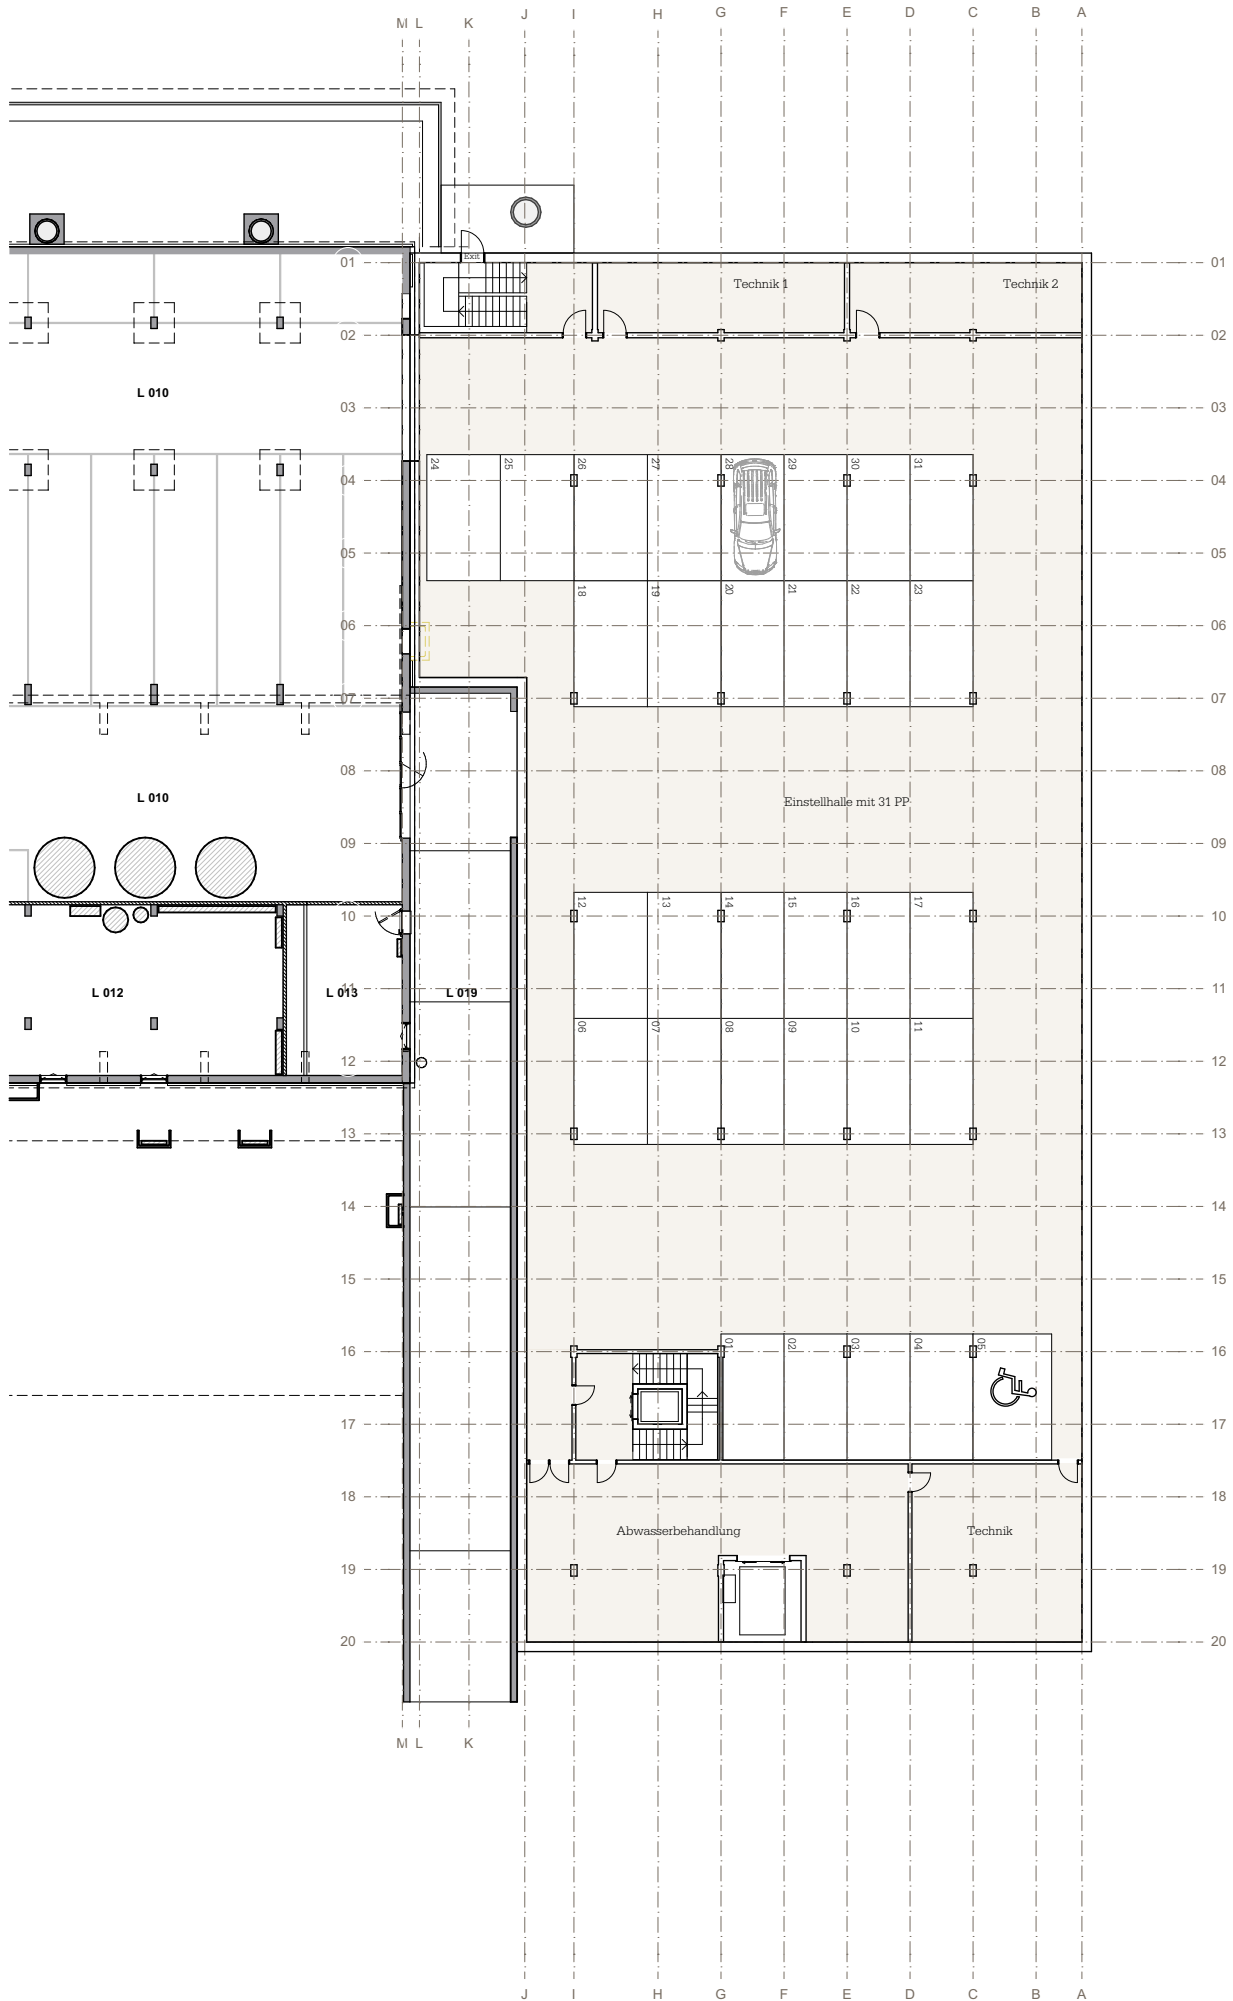 M L K J I H G F E D C B A
Exit
01 01
Technik 1 Technik 2
02 02
L 010
03 03
24 25 26 27 28 29 30 31
04 04
05 05
18 19 20 21 22 23
06 06
07 07
08 08
L 010
Einstellhalle mit 31 PP
09 09
12 13 14 15 16 17
10 10
L 012 L 013 L 019
11 11
06 07 08 09 10 11
12 12
13 13
14 14
15 15
01 02 03 04 05
16 16
17 17
18 18
Abwasserbehandlung Technik
19 19
20 20
M L K
J I H G F E D C B A